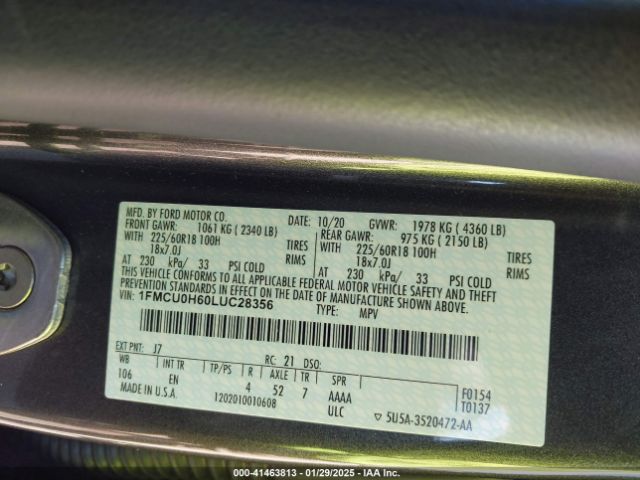 MFD. BY FORD MOTOR CO. DATE: 10/20 GVWR: 1978 KG ( 4360 LB)
FRONT GAWR: 1061 KG ( 2340 LB) REAR GAWR: 975 KG ( 2150 LB)
WITH 225/60R18 100H TIRES WITH 225/60R18 100H TIRES
18x7.0J RIMS 18x7.0J RIMS
AT 230 kPa/ 33 PSI COLD AT 230 kPa/ 33 PSI COLD
THIS VEHICLE CONFORMS TO ALL APPLICABLE FEDERAL MOTOR VEHICLE SAFETY AND THEFT
PREVENTION STANDARDS IN EFFECT ON THE DATE OF MANUFACTURE SHOWN ABOVE.
VIN: 1FMCU0H60LUC28356 TYPE: MPV
EXT PNT: J7 RC: 21 DSO:
WB INT TR TP/PS R AXLE TR SPR
106 EN 4 52 7 AAAA F0154
MADE IN U.S.A. 1202010010608 ULC T0137
5U5A-3520472-AA
000-41463813 - 01/29/2025 - IAA Inc.